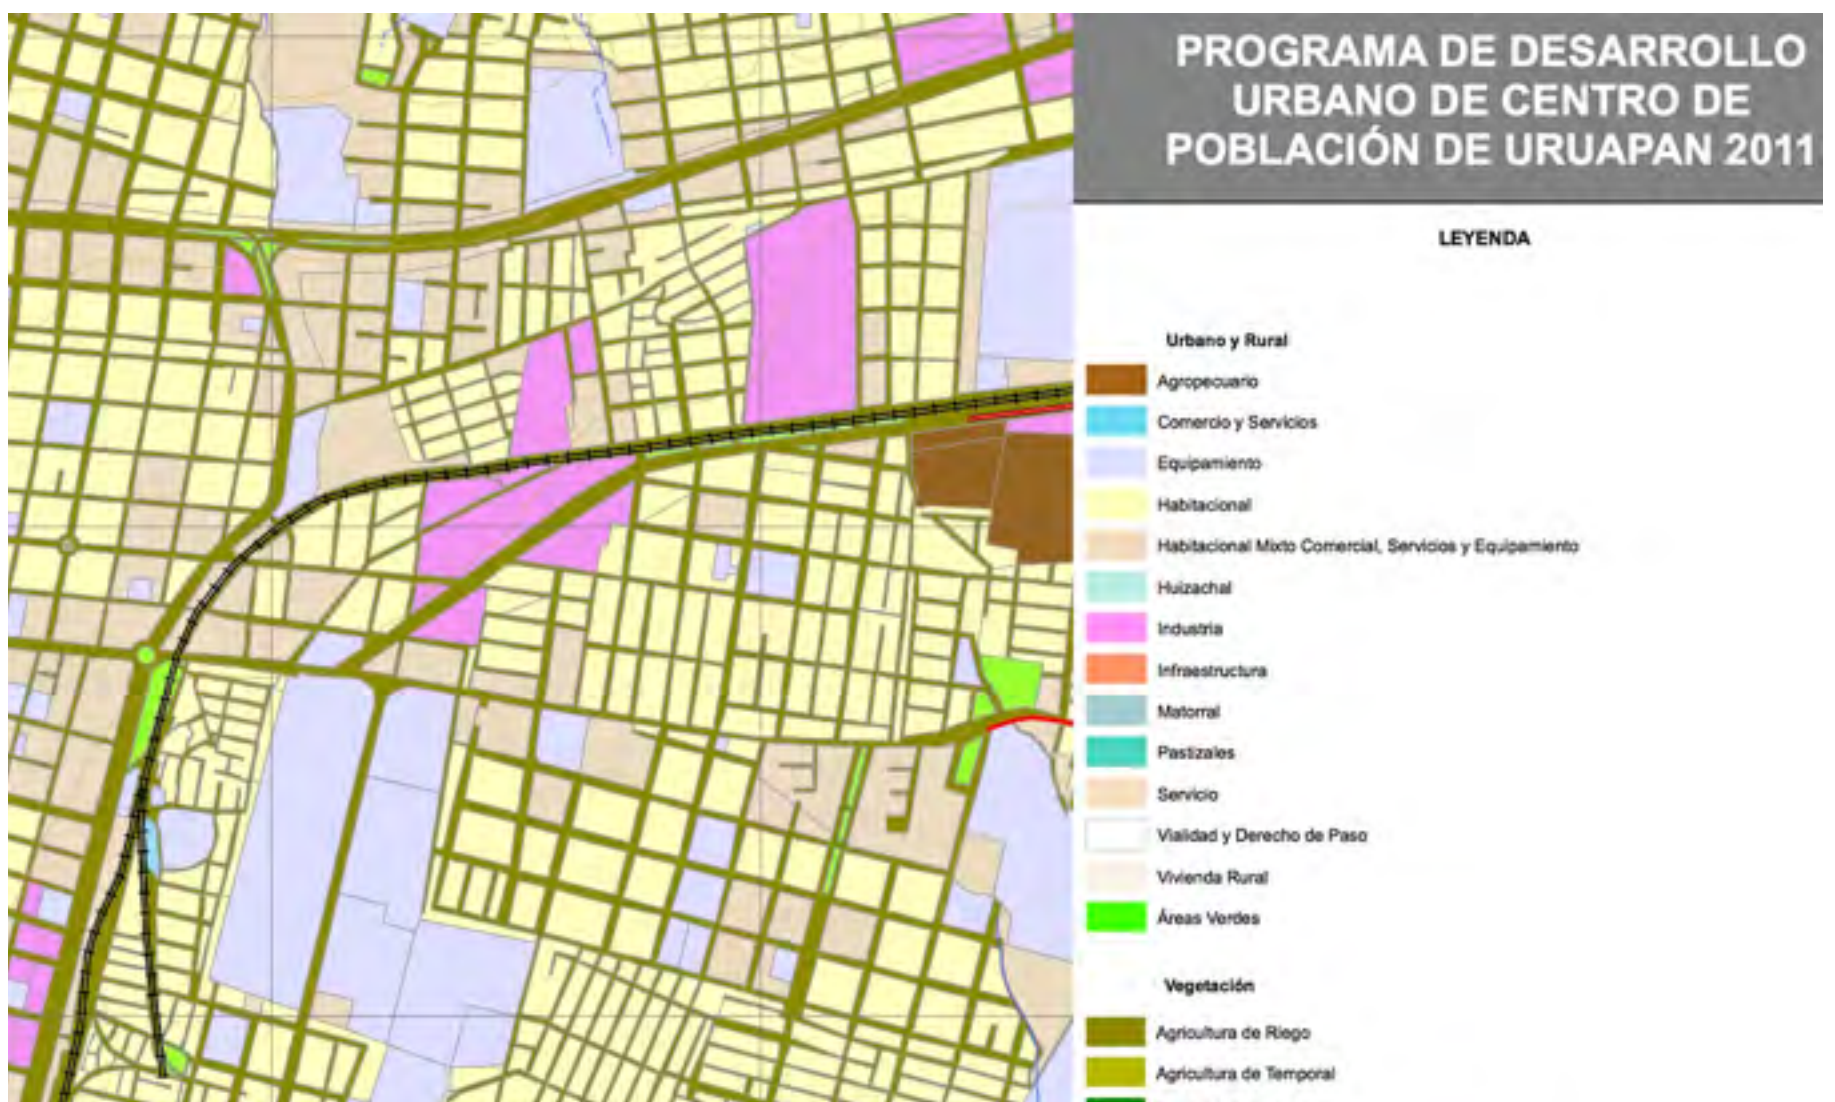 PROGRAMA DE DESARROLLO
URBANO DE CENTRO DE
POBLACIÓN DE URUAPAN 2011
LEYENDA
Urbano y Rural
Agropecuario
Comercio y Servicios
Equipamiento
Habitacional
Habitacional Mixto Comercial, Servicios y Equipamiento
Huizachal
Industria
Infraestructura
Matorral
Pastizales
Servicio
Vialidad y Derecho de Paso
Vivienda Rural
Áreas Verdes
Vegetación
Agricultura de Riego
Agricultura de Temporal